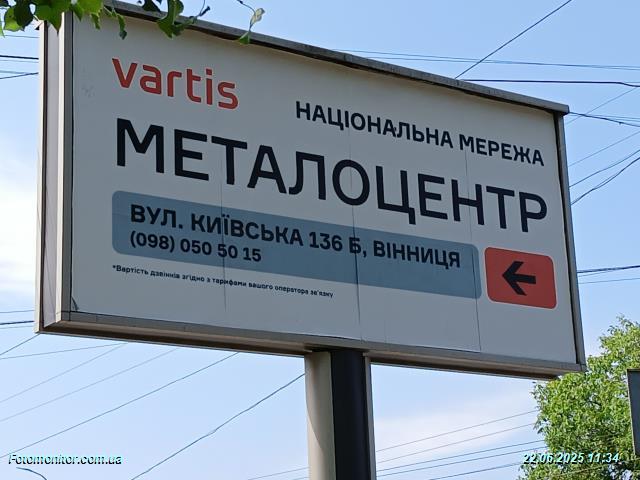 vartis
НАЦІОНАЛЬНА МЕРЕЖА
МЕТАЛОЦЕНТР
ВУЛ. КИЇВСЬКА 136 Б, ВІННИЦЯ
(098) 050 50 15
*Вартість дзвінків згідно з тарифами вашого оператора зв'язку
Fotomonitor.com.ua
22.06.2025 11:34